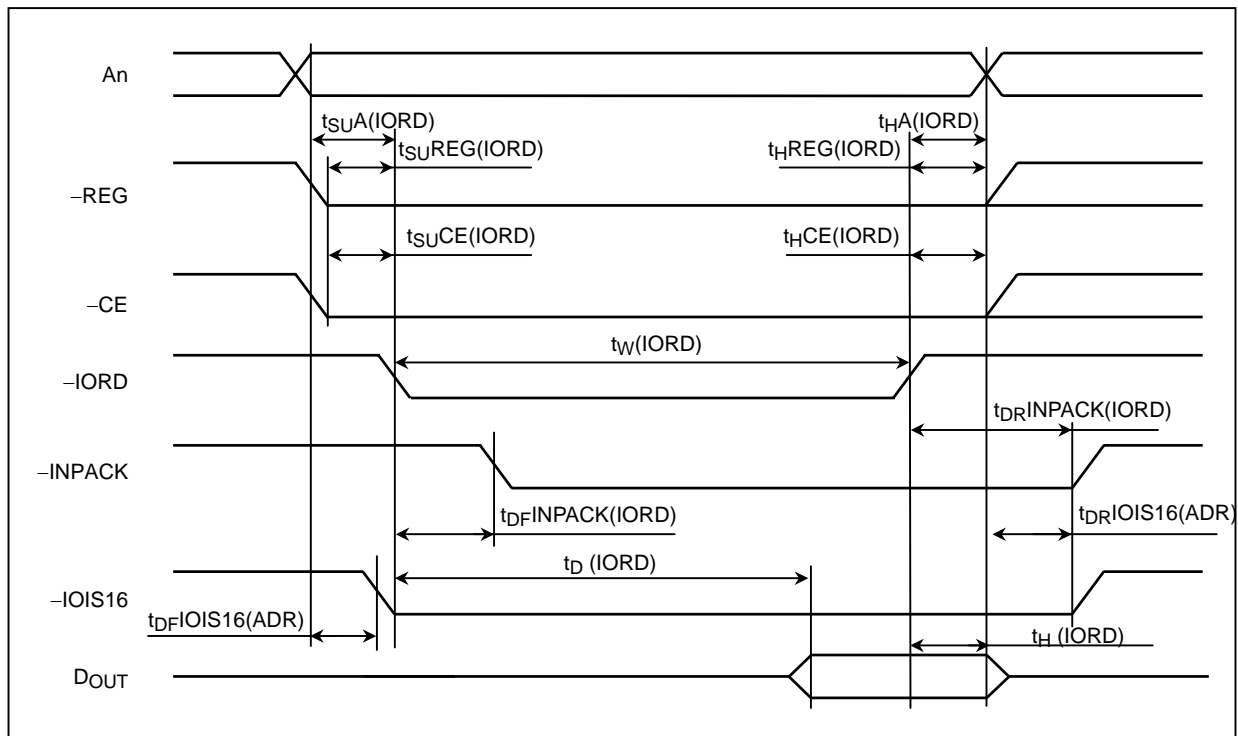 An
tSUA(IORD)
tHA(IORD)
tSUREG(IORD)
tHREG(IORD)
−REG
tSUCE(IORD)
tHCE(IORD)
−CE
tW(IORD)
−IORD
tDRINPACK(IORD)
−INPACK
tDFINPACK(IORD)
tDRIOIS16(ADR)
tD (IORD)
−IOIS16
tDFIOIS16(ADR)
tH (IORD)
DOUT